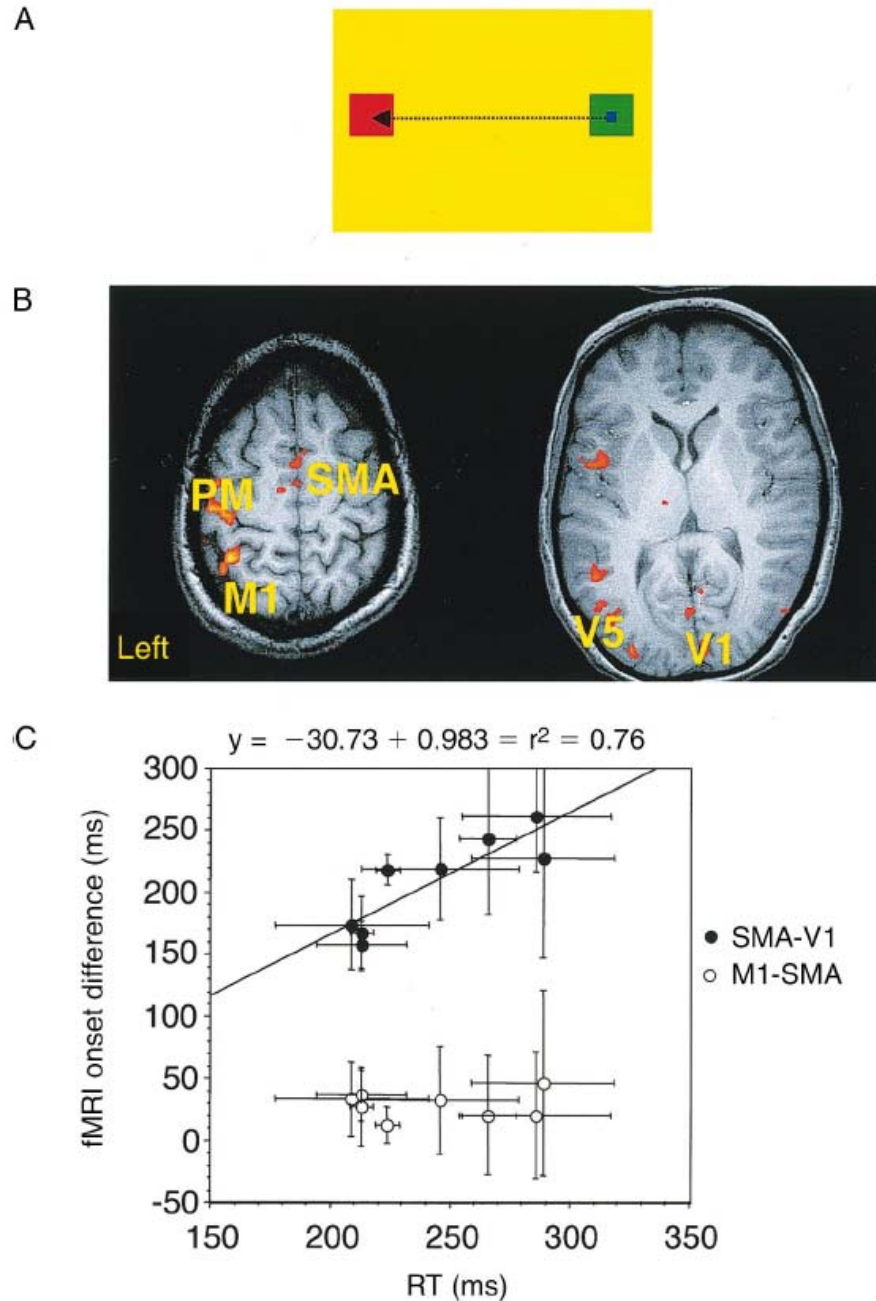 A
B
PM
SMA
M1
Left
V5
V1
C
y = −30.73 + 0.983 = r² = 0.76
300
250
200
150
100
50
0
-50
fMRI onset difference (ms)
SMA-V1
M1-SMA
150
200
250
300
350
RT (ms)